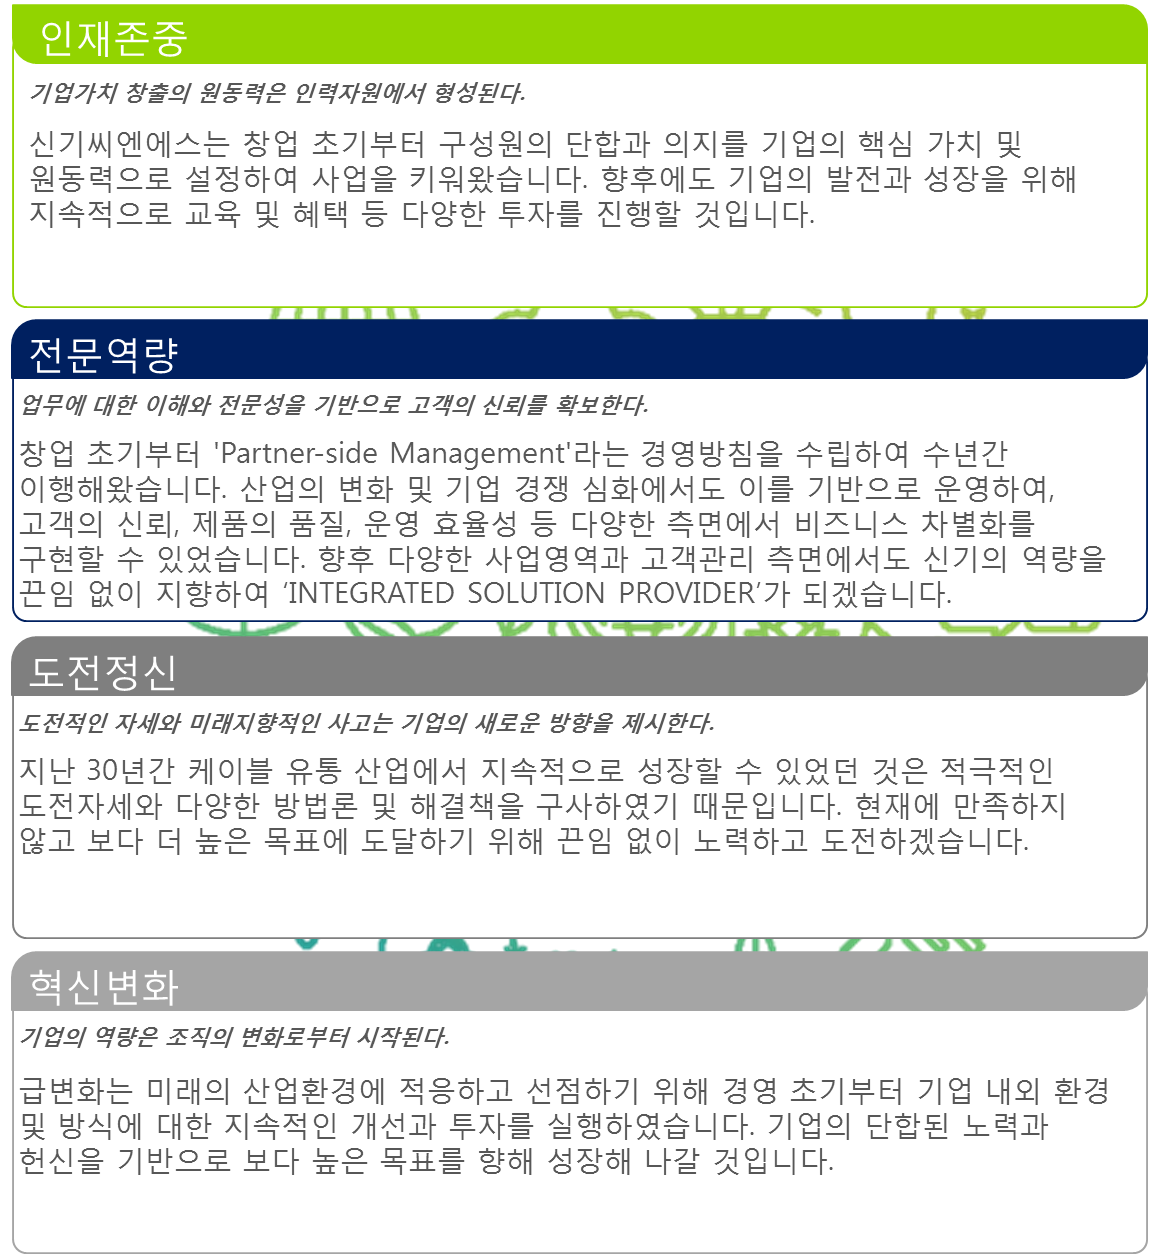 인재존중
기업가치 창출의 원동력은 인력자원에서 형성된다.
신기씨엔에스는 창업 초기부터 구성원의 단합과 의지를 기업의 핵심 가치 및
원동력으로 설정하여 사업을 키워왔습니다. 향후에도 기업의 발전과 성장을 위해
지속적으로 교육 및 혜택 등 다양한 투자를 진행할 것입니다.
전문역량
업무에 대한 이해와 전문성을 기반으로 고객의 신뢰를 확보한다.
창업 초기부터 'Partner-side Management'라는 경영방침을 수립하여 수년간
이행해왔습니다. 산업의 변화 및 기업 경쟁 심화에서도 이를 기반으로 운영하여,
고객의 신뢰, 제품의 품질, 운영 효율성 등 다양한 측면에서 비즈니스 차별화를
구현할 수 있었습니다. 향후 다양한 사업영역과 고객관리 측면에서도 신기의 역량을
끈임 없이 지향하여 ‘INTEGRATED SOLUTION PROVIDER’가 되겠습니다.
도전정신
도전적인 자세와 미래지향적인 사고는 기업의 새로운 방향을 제시한다.
지난 30년간 케이블 유통 산업에서 지속적으로 성장할 수 있었던 것은 적극적인
도전자세와 다양한 방법론 및 해결책을 구사하였기 때문입니다. 현재에 만족하지
않고 보다 더 높은 목표에 도달하기 위해 끈임 없이 노력하고 도전하겠습니다.
혁신변화
기업의 역량은 조직의 변화로부터 시작된다.
급변화는 미래의 산업환경에 적응하고 선점하기 위해 경영 초기부터 기업 내외 환경
및 방식에 대한 지속적인 개선과 투자를 실행하였습니다. 기업의 단합된 노력과
헌신을 기반으로 보다 높은 목표를 향해 성장해 나갈 것입니다.